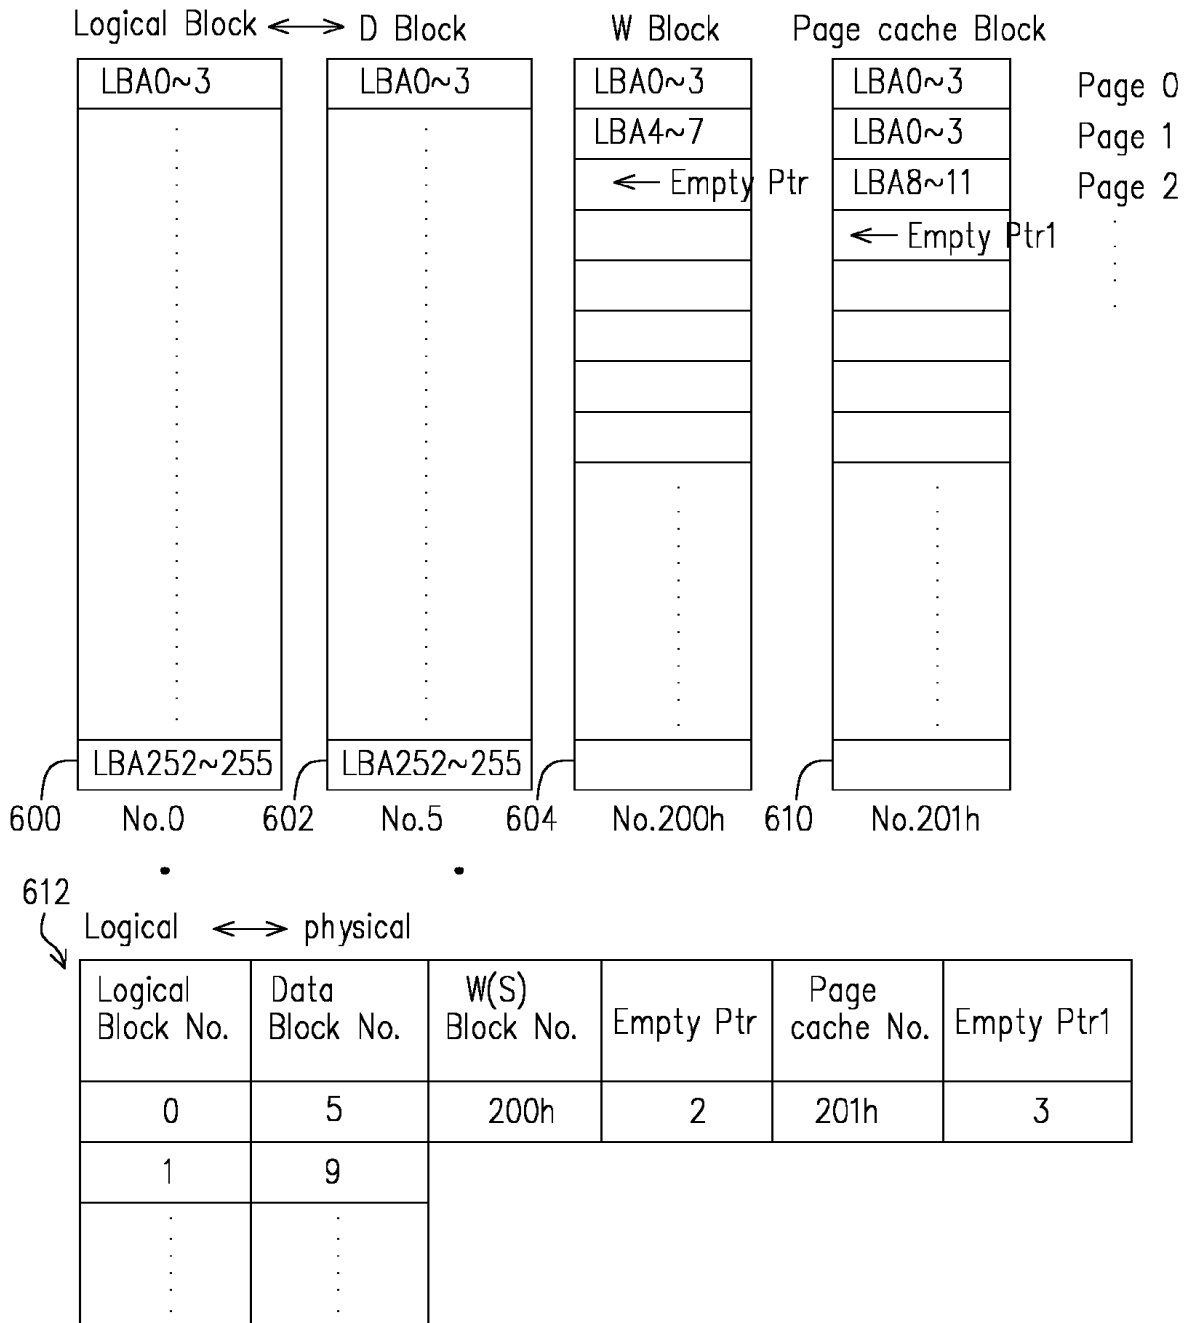 Logical Block ⟷ D Block W Block Page cache Block
LBA0~3 LBA0~3 LBA0~3 LBA0~3 Page 0
LBA4~7 LBA0~3 Page 1
← Empty Ptr LBA8~11 Page 2
← Empty Ptr1
LBA252~255 LBA252~255
600 No.0 602 No.5 604 No.200h 610 No.201h
612
Logical ⟷ physical
Logical Data W(S) Page
Block No. Block No. Block No. Empty Ptr cache No. Empty Ptr1
0 5 200h 2 201h 3
1 9